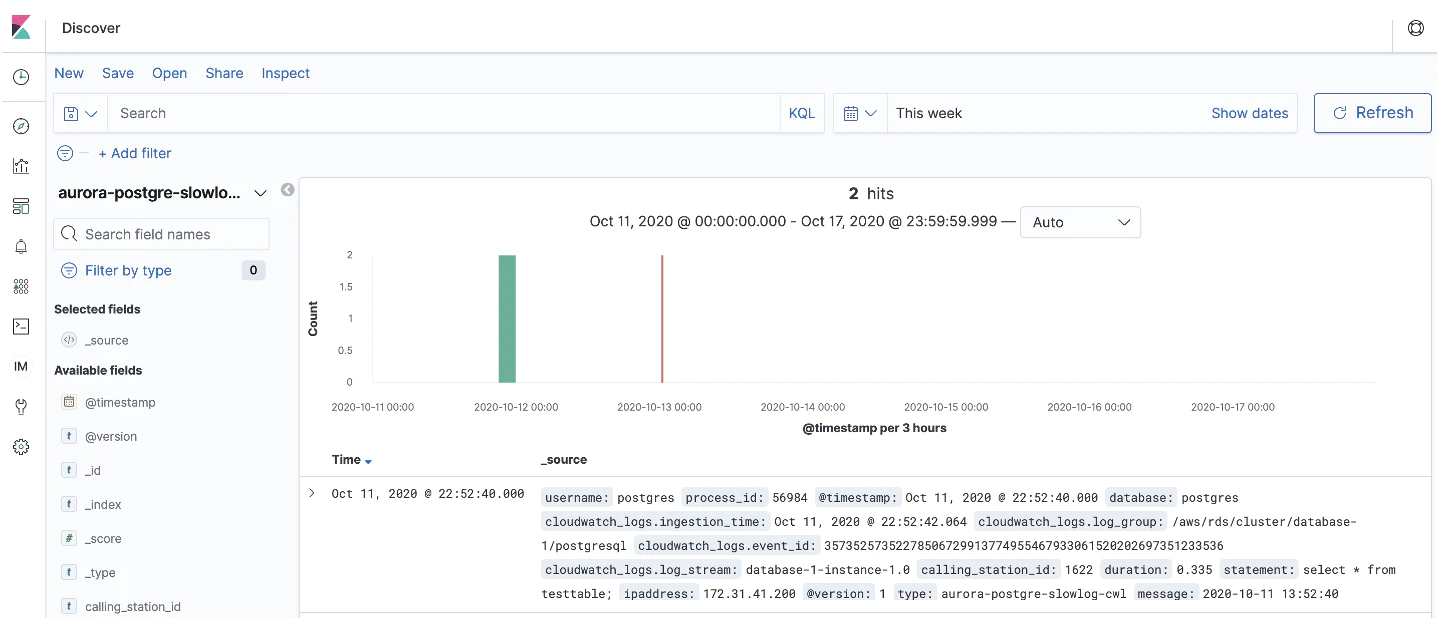 Discover
New Save Open Share Inspect
Search KQL This week Show dates Refresh
+ Add filter
aurora-postgre-slowlo...
Search field names
Filter by type 0
Selected fields
</> _source
Available fields
@timestamp
t @version
t _id
t _index
# _score
t _type
t calling_station_id
IM
2 hits
Oct 11, 2020 @ 00:00:00.000 - Oct 17, 2020 @ 23:59:59.999 — Auto
Count
2
1.5
1
0.5
0
2020-10-11 00:00 2020-10-12 00:00 2020-10-13 00:00 2020-10-14 00:00 2020-10-15 00:00 2020-10-16 00:00 2020-10-17 00:00
@timestamp per 3 hours
Time _source
Oct 11, 2020 @ 22:52:40.000 username: postgres process_id: 56984 @timestamp: Oct 11, 2020 @ 22:52:40.000 database: postgres
cloudwatch_logs.ingestion_time: Oct 11, 2020 @ 22:52:42.064 cloudwatch_logs.log_group: /aws/rds/cluster/database-
1/postgresql cloudwatch_logs.event_id: 35735257352278506729913774955467933061520202697351233536
cloudwatch_logs.log_stream: database-1-instance-1.0 calling_station_id: 1622 duration: 0.335 statement: select * from
testtable; ipaddress: 172.31.41.200 @version: 1 type: aurora-postgre-slowlog-cwl message: 2020-10-11 13:52:40